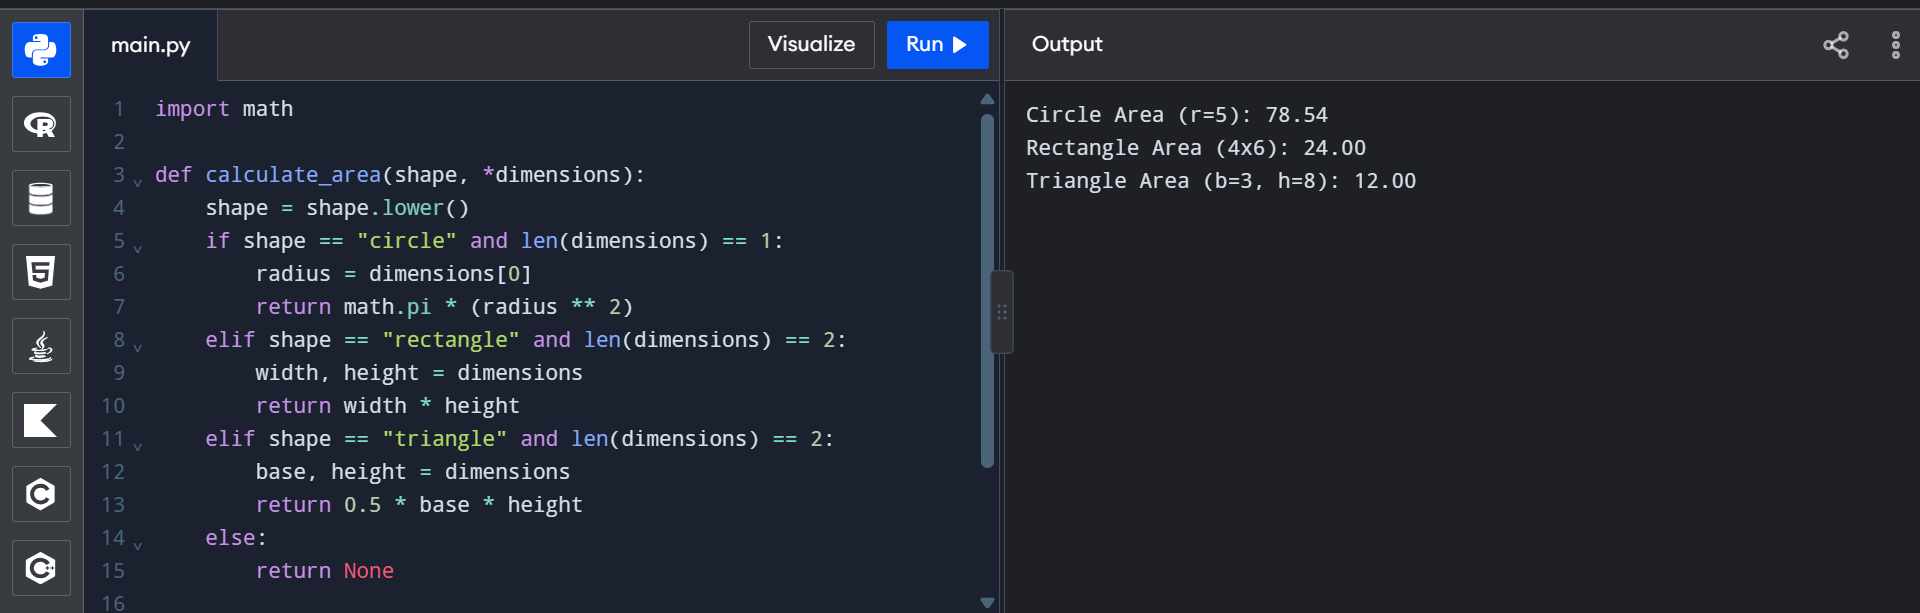 main.py
Visualize
Run
Output
1 import math
2
3 def calculate_area(shape, *dimensions):
4     shape = shape.lower()
5     if shape == "circle" and len(dimensions) == 1:
6         radius = dimensions[0]
7         return math.pi * (radius ** 2)
8     elif shape == "rectangle" and len(dimensions) == 2:
9         width, height = dimensions
10         return width * height
11     elif shape == "triangle" and len(dimensions) == 2:
12         base, height = dimensions
13         return 0.5 * base * height
14     else:
15         return None
16
Circle Area (r=5): 78.54
Rectangle Area (4x6): 24.00
Triangle Area (b=3, h=8): 12.00